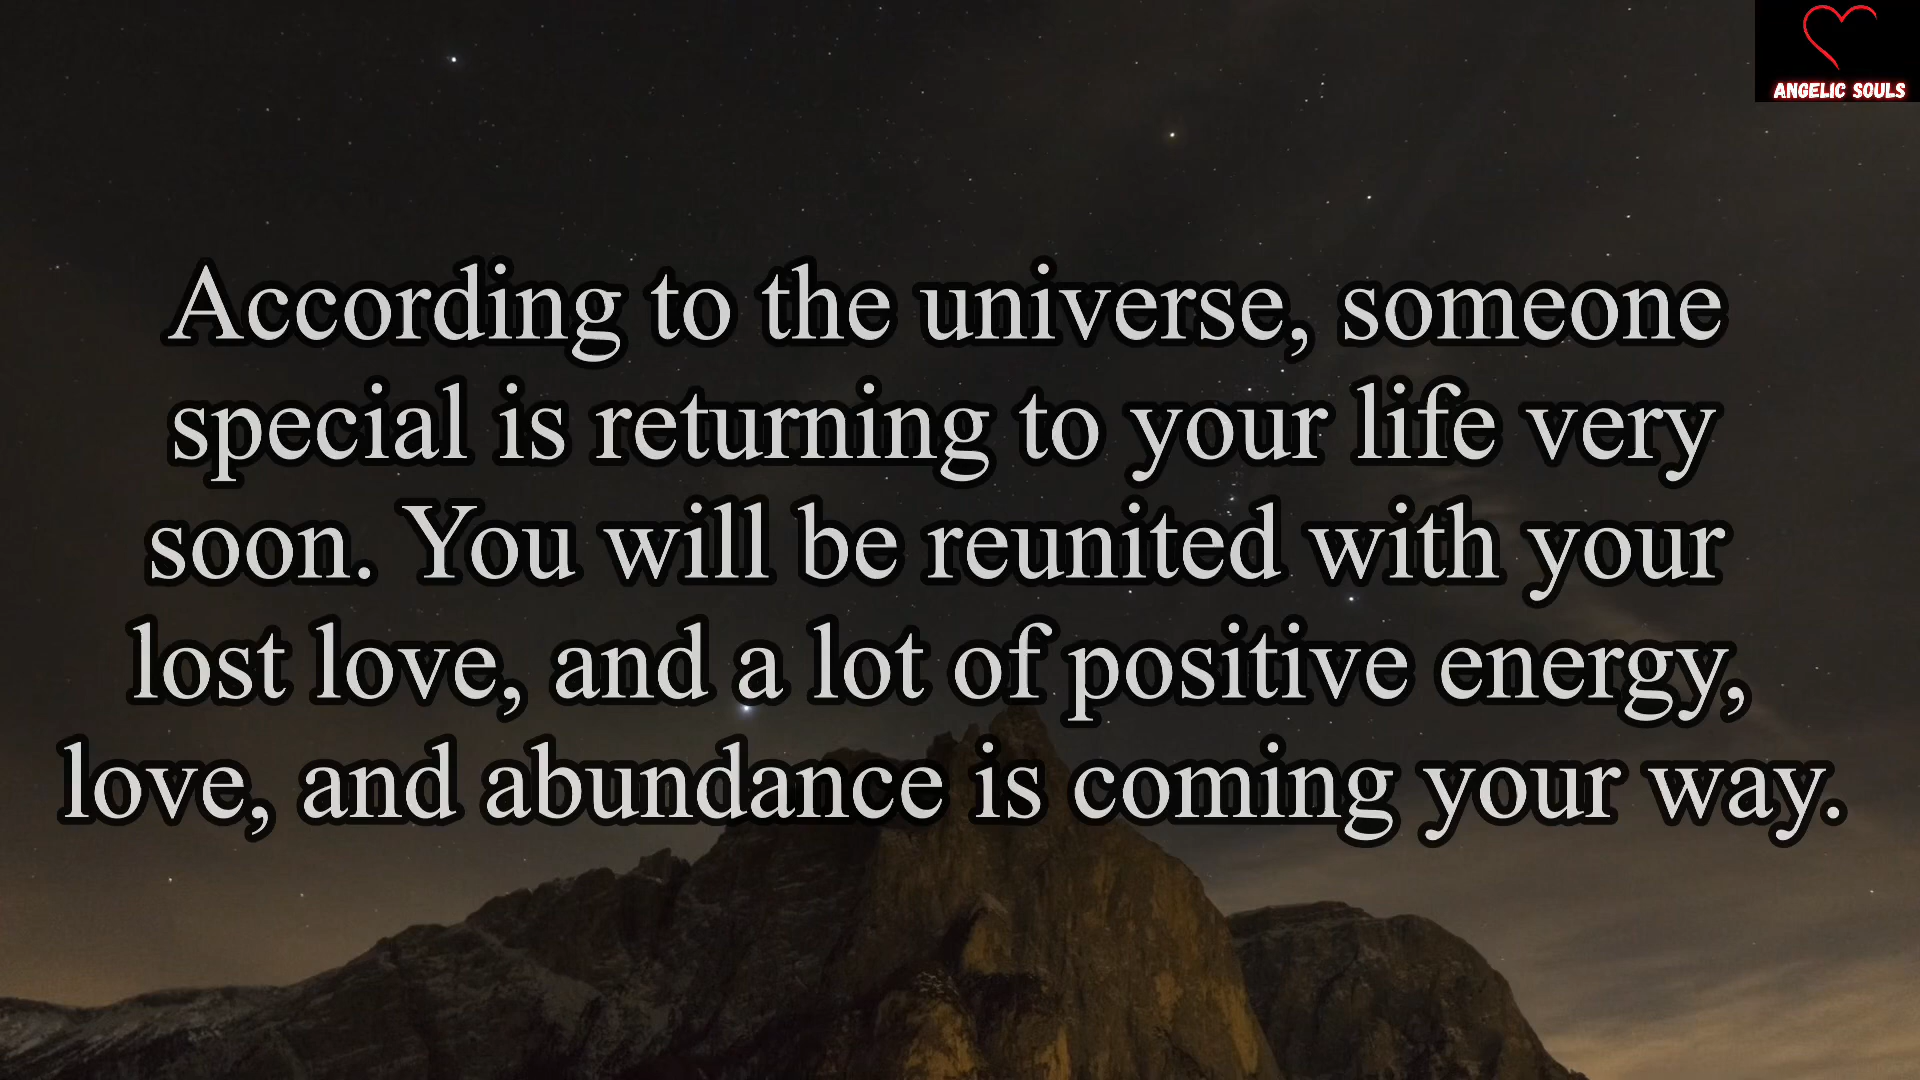 ANGELIC SOULS
According to the universe, someone
special is returning to your life very
soon. You will be reunited with your
lost love, and a lot of positive energy,
love, and abundance is coming your way.